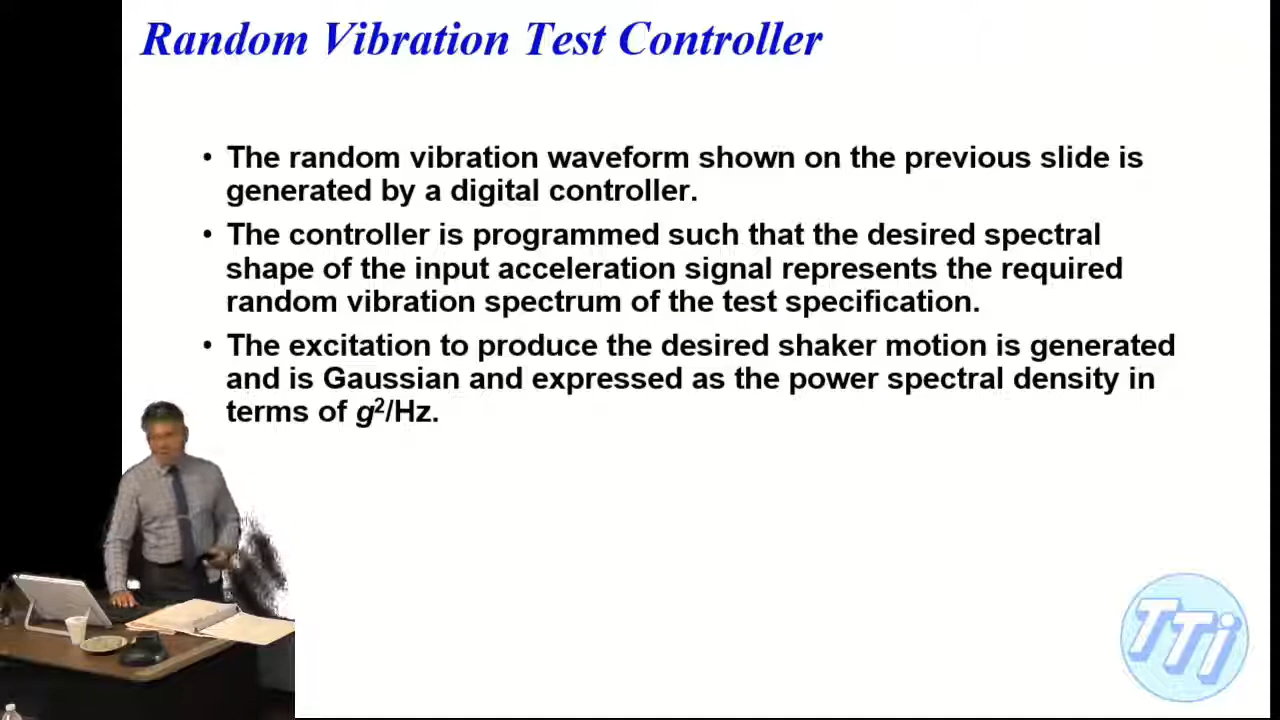 Random Vibration Test Controller
• The random vibration waveform shown on the previous slide is
generated by a digital controller.
• The controller is programmed such that the desired spectral
shape of the input acceleration signal represents the required
random vibration spectrum of the test specification.
• The excitation to produce the desired shaker motion is generated
and is Gaussian and expressed as the power spectral density in
terms of g²/Hz.
TTi